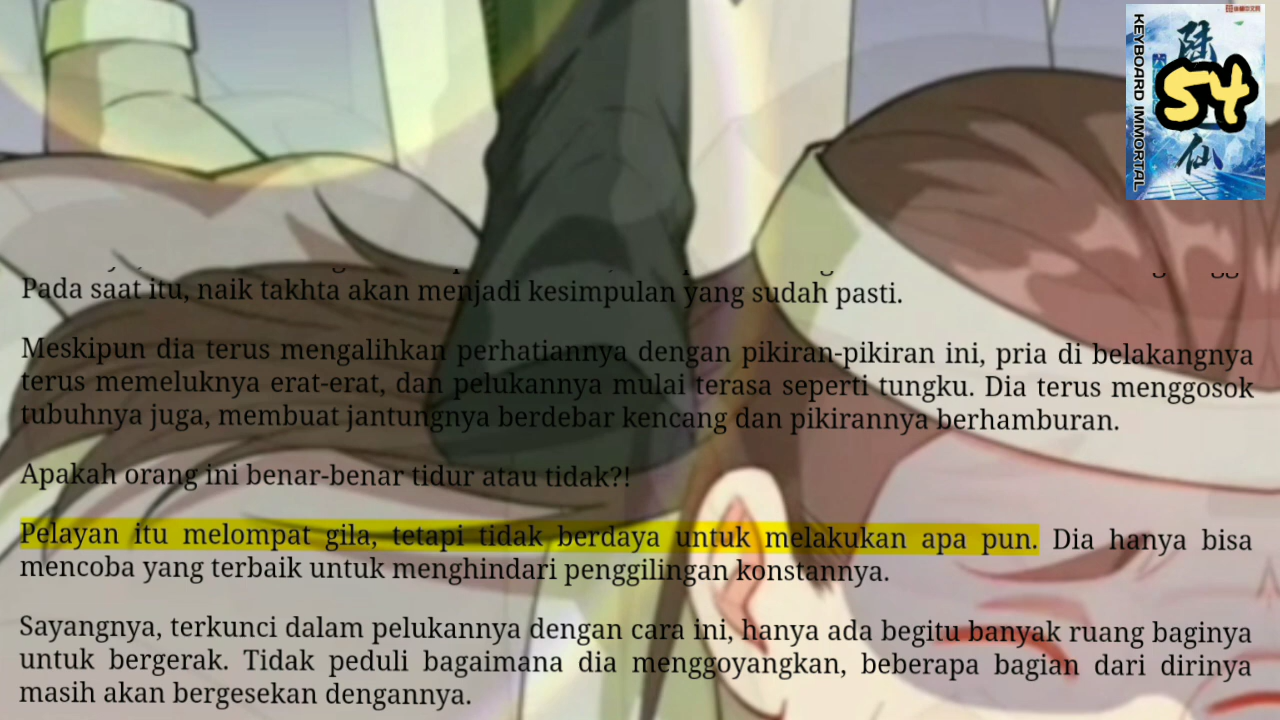 KEYBOARD IMMORTAL
54
仙
Pada saat itu, naik takhta akan menjadi kesimpulan yang sudah pasti.
Meskipun dia terus mengalihkan perhatiannya dengan pikiran-pikiran ini, pria di belakangnya
terus memeluknya erat-erat, dan pelukannya mulai terasa seperti tungku. Dia terus menggosok
tubuhnya juga, membuat jantungnya berdebar kencang dan pikirannya berhamburan.
Apakah orang ini benar-benar tidur atau tidak?!
Pelayan itu melompat gila, tetapi tidak berdaya untuk melakukan apa pun. Dia hanya bisa
mencoba yang terbaik untuk menghindari penggilingan konstannya.
Sayangnya, terkunci dalam pelukannya dengan cara ini, hanya ada begitu banyak ruang baginya
untuk bergerak. Tidak peduli bagaimana dia menggoyangkan, beberapa bagian dari dirinya
masih akan bergesekan dengannya.